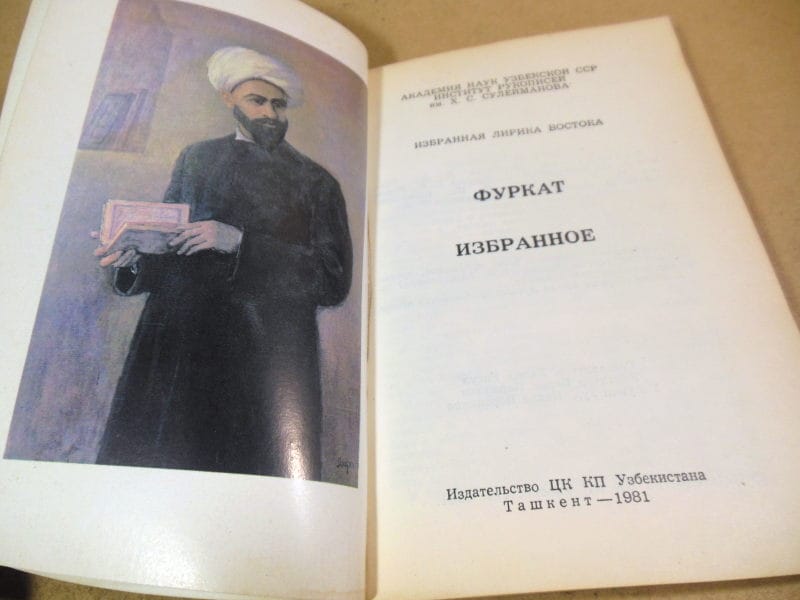 АКАДЕМИЯ НАУК УЗБЕКСКОЙ ССР
ИНСТИТУТ РУКОПИСЕЙ
им. Х. С. СУЛЕЙМАНОВА
ИЗБРАННАЯ ЛИРИКА ВОСТОКА
ФУРКАТ
ИЗБРАННОЕ
Издательство ЦК КП Узбекистана
Ташкент—1981